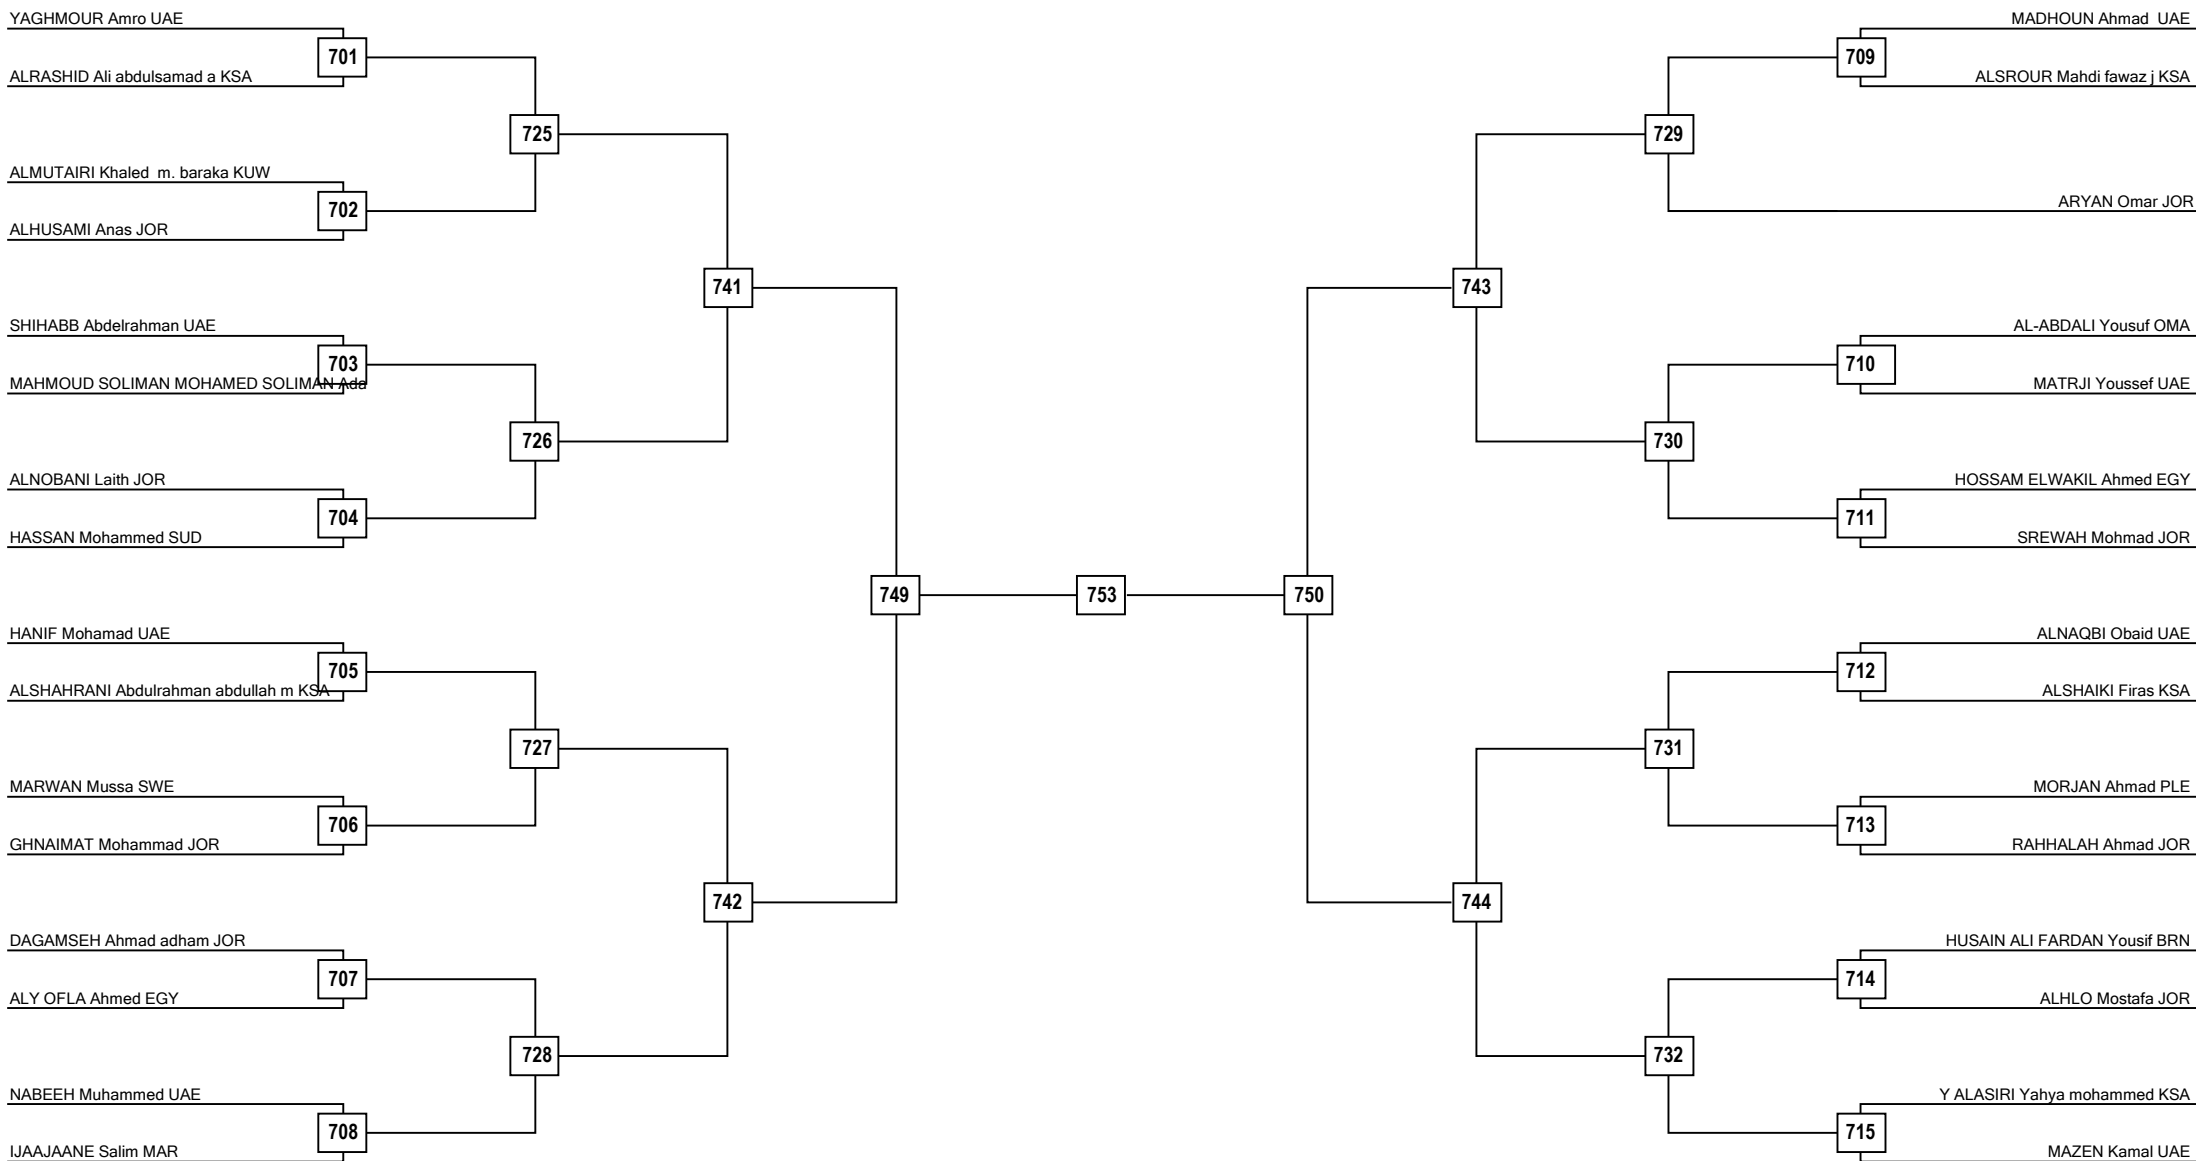 YAGHMOUR Amro UAE
701
ALRASHID Ali abdulsamad a KSA
725
ALMUTAIRI Khaled  m. baraka KUW
702
ALHUSAMI Anas JOR
741
SHIHABB Abdelrahman UAE
703
MAHMOUD SOLIMAN MOHAMED SOLIMAN Ada
726
ALNOBANI Laith JOR
704
HASSAN Mohammed SUD
749
HANIF Mohamad UAE
705
ALSHAHRANI Abdulrahman abdullah m KSA
727
MARWAN Mussa SWE
706
GHNAIMAT Mohammad JOR
742
DAGAMSEH Ahmad adham JOR
707
ALY OFLA Ahmed EGY
728
NABEEH Muhammed UAE
708
IJAAJAANE Salim MAR
753
MADHOUN Ahmad  UAE
709
ALSROUR Mahdi fawaz j KSA
729
ARYAN Omar JOR
743
AL-ABDALI Yousuf OMA
710
MATRJI Youssef UAE
730
HOSSAM ELWAKIL Ahmed EGY
711
SREWAH Mohmad JOR
750
ALNAQBI Obaid UAE
712
ALSHAIKI Firas KSA
731
MORJAN Ahmad PLE
713
RAHHALAH Ahmad JOR
744
HUSAIN ALI FARDAN Yousif BRN
714
ALHLO Mostafa JOR
732
Y ALASIRI Yahya mohammed KSA
715
MAZEN Kamal UAE